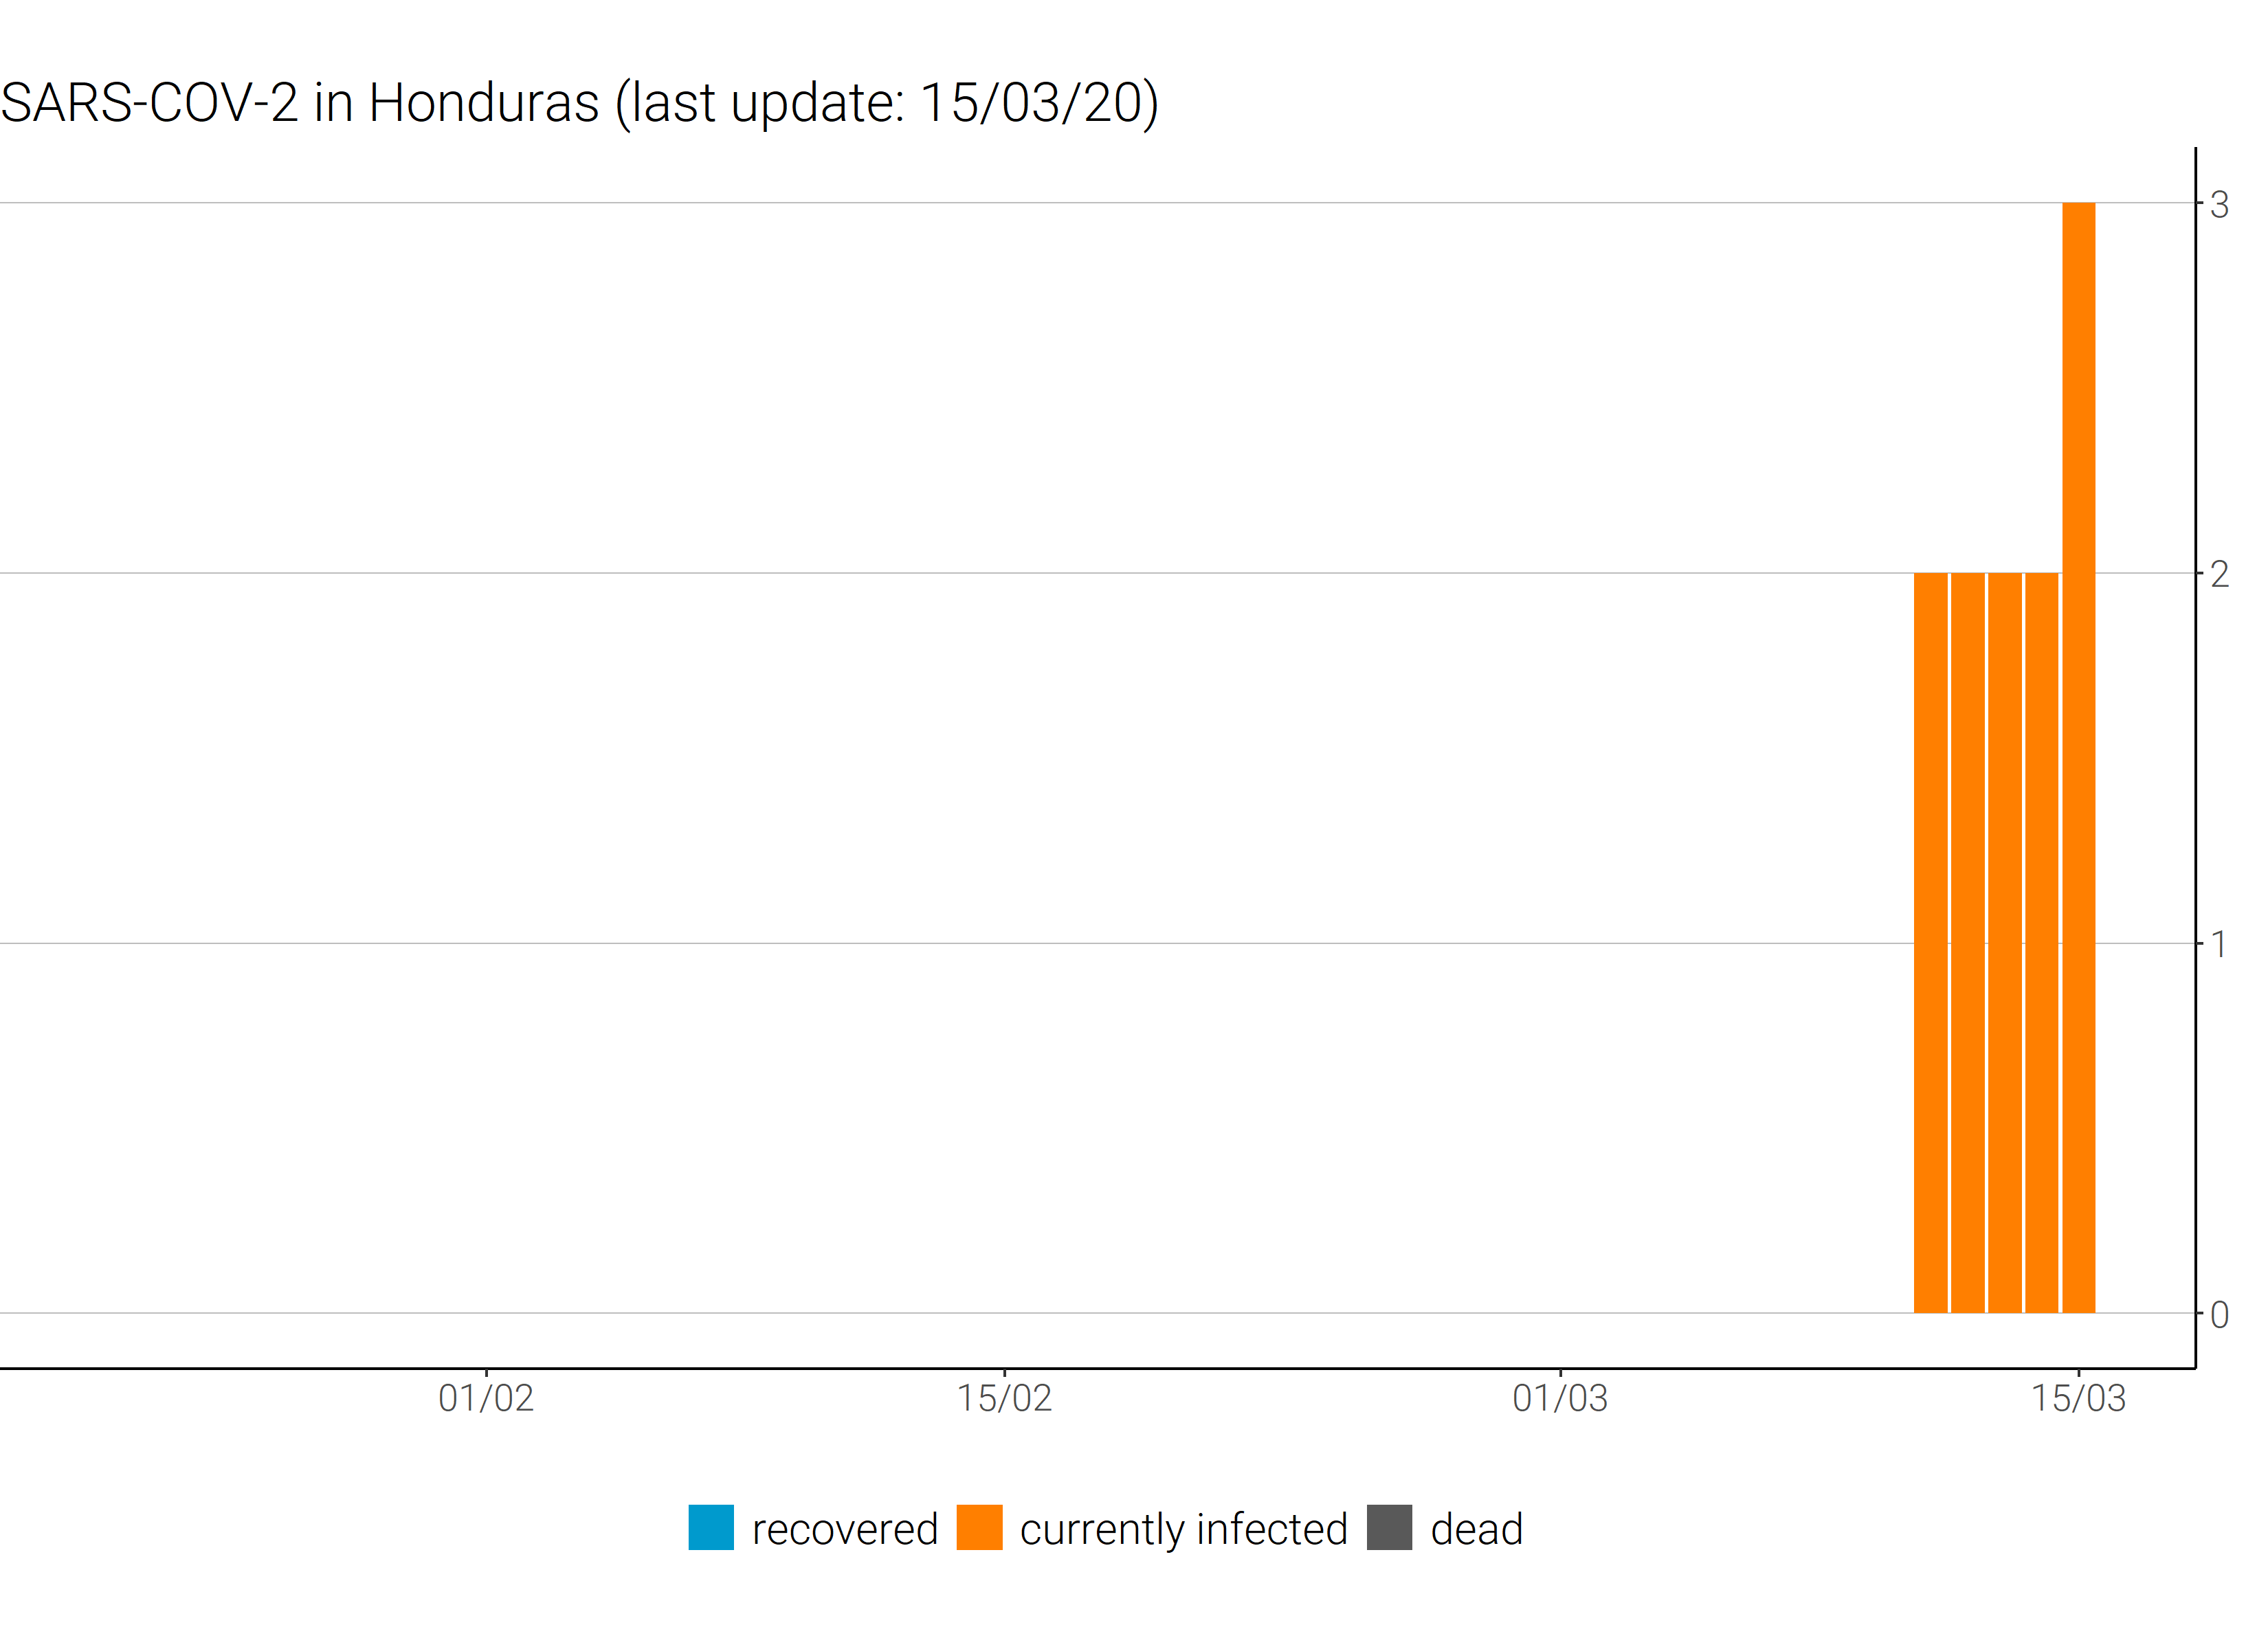 SARS-COV-2 in Honduras (last update: 15/03/20)
3
2
1
0
01/02 15/02 01/03 15/03
recovered currently infected dead